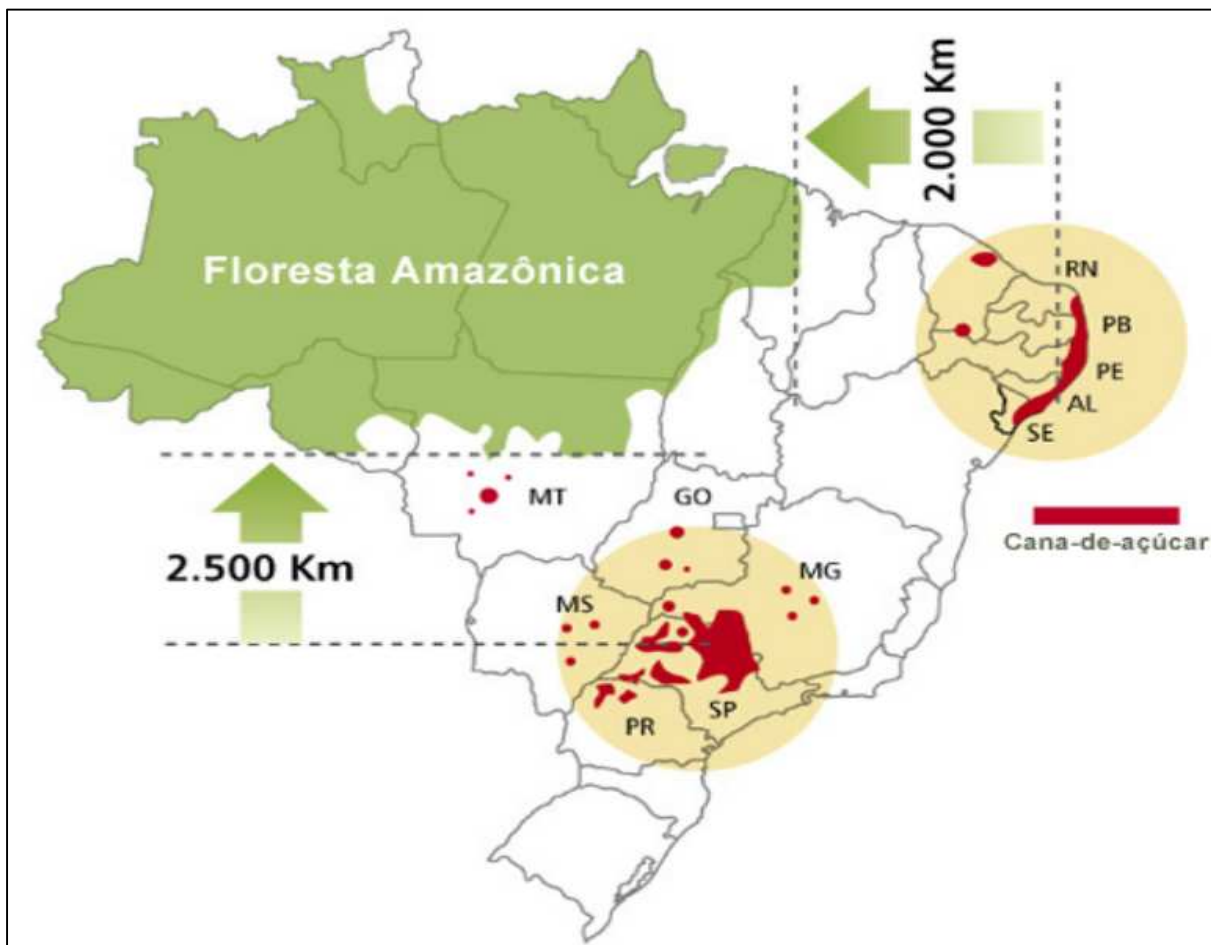 2.000 Km
Floresta Amazônica
RN
PB
PE
AL
SE
MT
GO
Cana-de-açúcar
2.500 Km
MG
MS
SP
PR